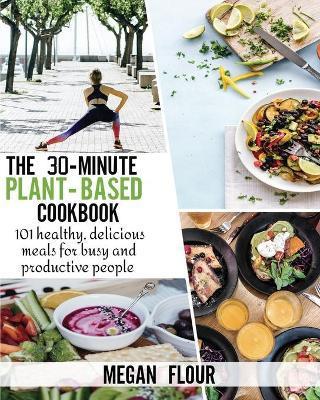 THE 30-MINUTE
PLANT-BASED
COOKBOOK
101 healthy, delicious
meals for busy and
productive people
MEGAN FLOUR